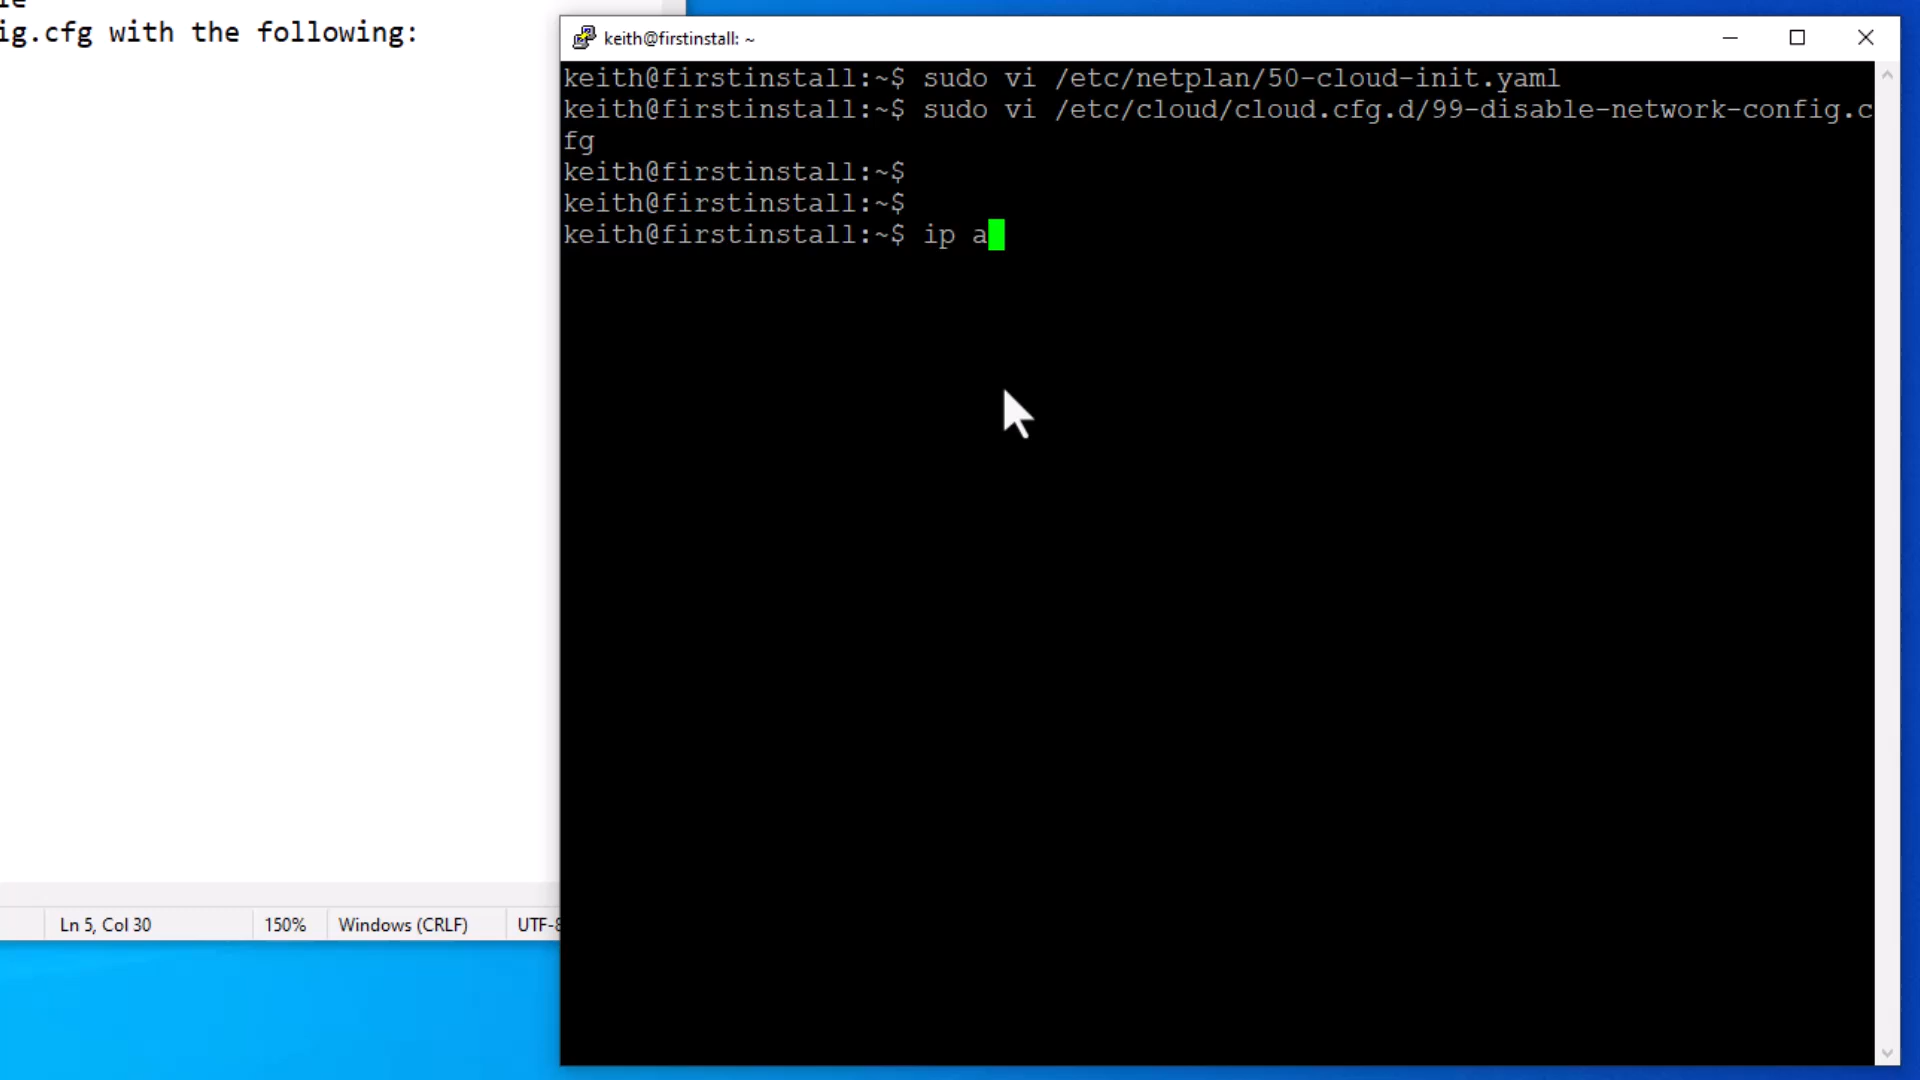 ig.cfg with the following:
keith@firstinstall: ~
keith@firstinstall:~$ sudo vi /etc/netplan/50-cloud-init.yaml
keith@firstinstall:~$ sudo vi /etc/cloud/cloud.cfg.d/99-disable-network-config.c
fg
keith@firstinstall:~$
keith@firstinstall:~$
keith@firstinstall:~$ ip a
Ln 5, Col 30
150%
Windows (CRLF)
UTF-8